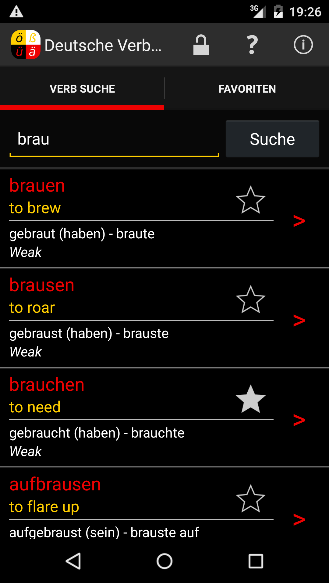 3G 19:26
ö ß ü ä Deutsche Verb... ?
VERB SUCHE FAVORITEN
brau Suche
brauen
to brew
gebraut (haben) - braute
Weak
>
brausen
to roar
gebraust (haben) - brauste
Weak
>
brauchen
to need
gebraucht (haben) - brauchte
Weak
>
aufbrausen
to flare up
aufgebraust (sein) - brauste auf
>